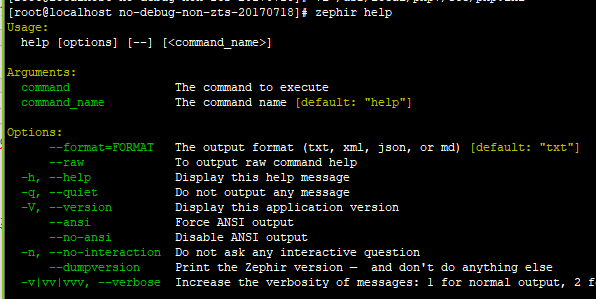 [root@localhost no-debug-non-zts-20170718]# zephir help
Usage:
help [options] [--] [<command_name>]
Arguments:
command The command to execute
command_name The command name [default: "help"]
Options:
--format=FORMAT The output format (txt, xml, json, or md) [default: "txt"]
--raw To output raw command help
-h, --help Display this help message
-q, --quiet Do not output any message
-V, --version Display this application version
--ansi Force ANSI output
--no-ansi Disable ANSI output
-n, --no-interaction Do not ask any interactive question
--dumpversion Print the Zephir version — and don't do anything else
-v|vv|vvv, --verbose Increase the verbosity of messages: 1 for normal output, 2 f